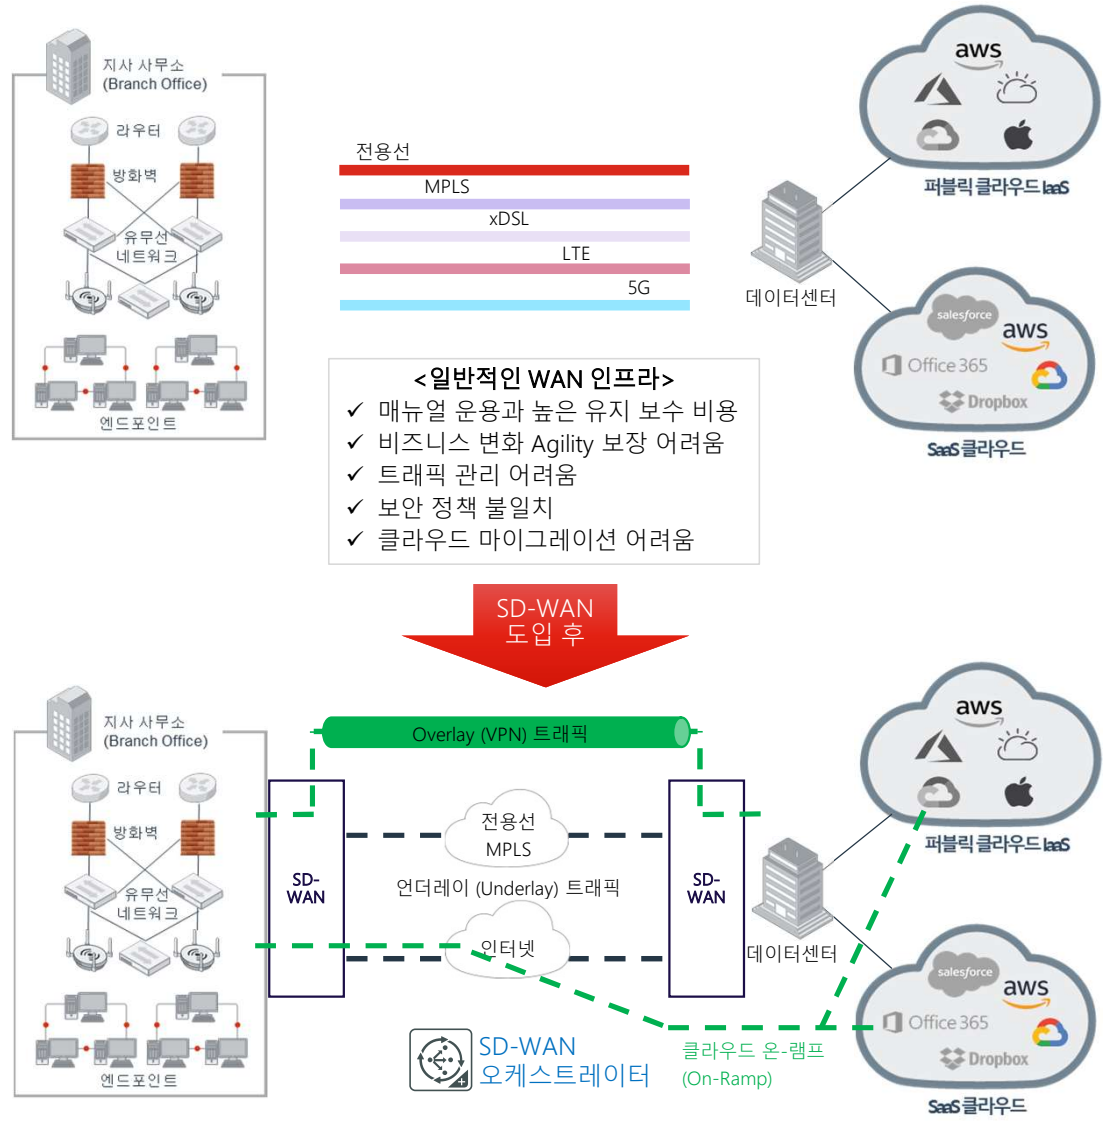 지사 사무소
(Branch Office)
라우터
방화벽
유무선
네트워크
엔드포인트
전용선
MPLS
xDSL
LTE
5G
데이터센터
aws
퍼블릭 클라우드 IaaS
salesforce
aws
Office 365
Dropbox
SaaS 클라우드
<일반적인 WAN 인프라>
✓ 매뉴얼 운용과 높은 유지 보수 비용
✓ 비즈니스 변화 Agility 보장 어려움
✓ 트래픽 관리 어려움
✓ 보안 정책 불일치
✓ 클라우드 마이그레이션 어려움
SD-WAN
도입 후
지사 사무소
(Branch Office)
라우터
방화벽
유무선
네트워크
엔드포인트
Overlay (VPN) 트래픽
SD-
WAN
전용선
MPLS
언더레이 (Underlay) 트래픽
인터넷
SD-
WAN
데이터센터
aws
퍼블릭 클라우드 IaaS
salesforce
aws
Office 365
Dropbox
SaaS 클라우드
SD-WAN
오케스트레이터
클라우드 온-램프
(On-Ramp)